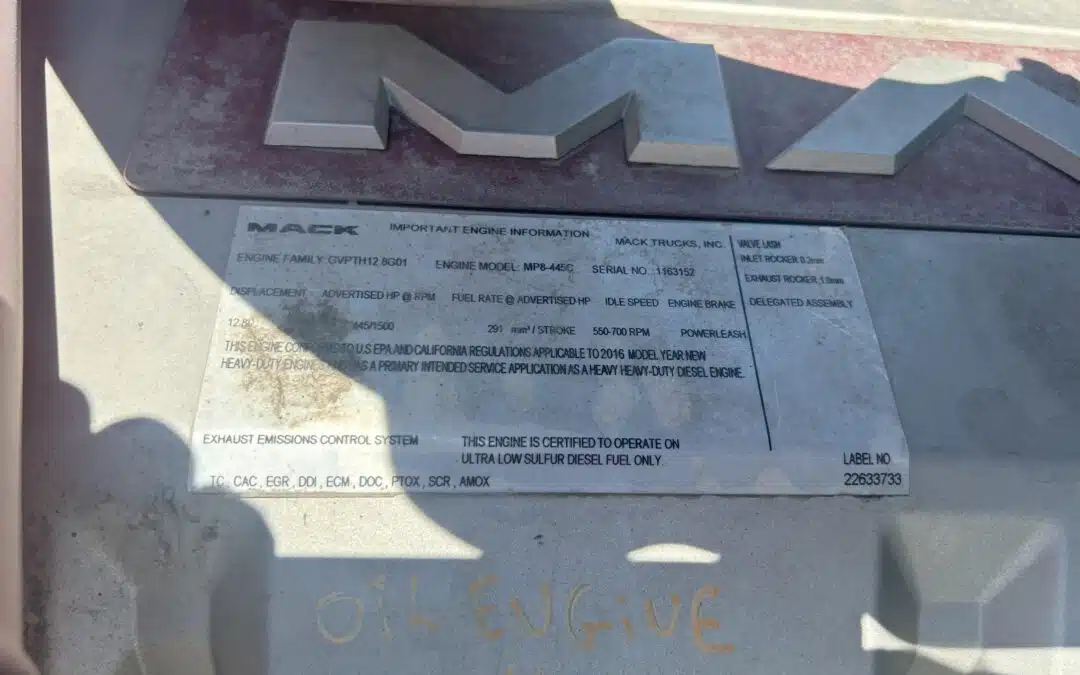 MA
MACK IMPORTANT ENGINE INFORMATION MACK TRUCKS, INC.
ENGINE FAMILY: GVPTH12.8G01 ENGINE MODEL: MP8-445C SERIAL NO. 1163152
DISPLACEMENT ADVERTISED HP @ RPM FUEL RATE @ ADVERTISED HP IDLE SPEED ENGINE BRAKE
445/1500 291 mm³ / STROKE 550-700 RPM POWERLEASH
THIS ENGINE TO U.S EPA AND CALIFORNIA REGULATIONS APPLICABLE TO 2016 MODEL YEAR NEW
HEAVY-DUTY AS A PRIMARY INTENDED SERVICE APPLICATION AS A HEAVY HEAVY-DUTY DIESEL ENGINE.
EXHAUST EMISSIONS CONTROL SYSTEM
TC , CAC , EGR , DDI , ECM , DOC , PTOX , SCR , AMOX
THIS ENGINE IS CERTIFIED TO OPERATE ON
ULTRA LOW SULFUR DIESEL FUEL ONLY.
VALVE LASH
INLET ROCKER 0.2mm
EXHAUST ROCKER
DELEGATED ASSEMBLY
LABEL NO
22633733
OIL ENGINE